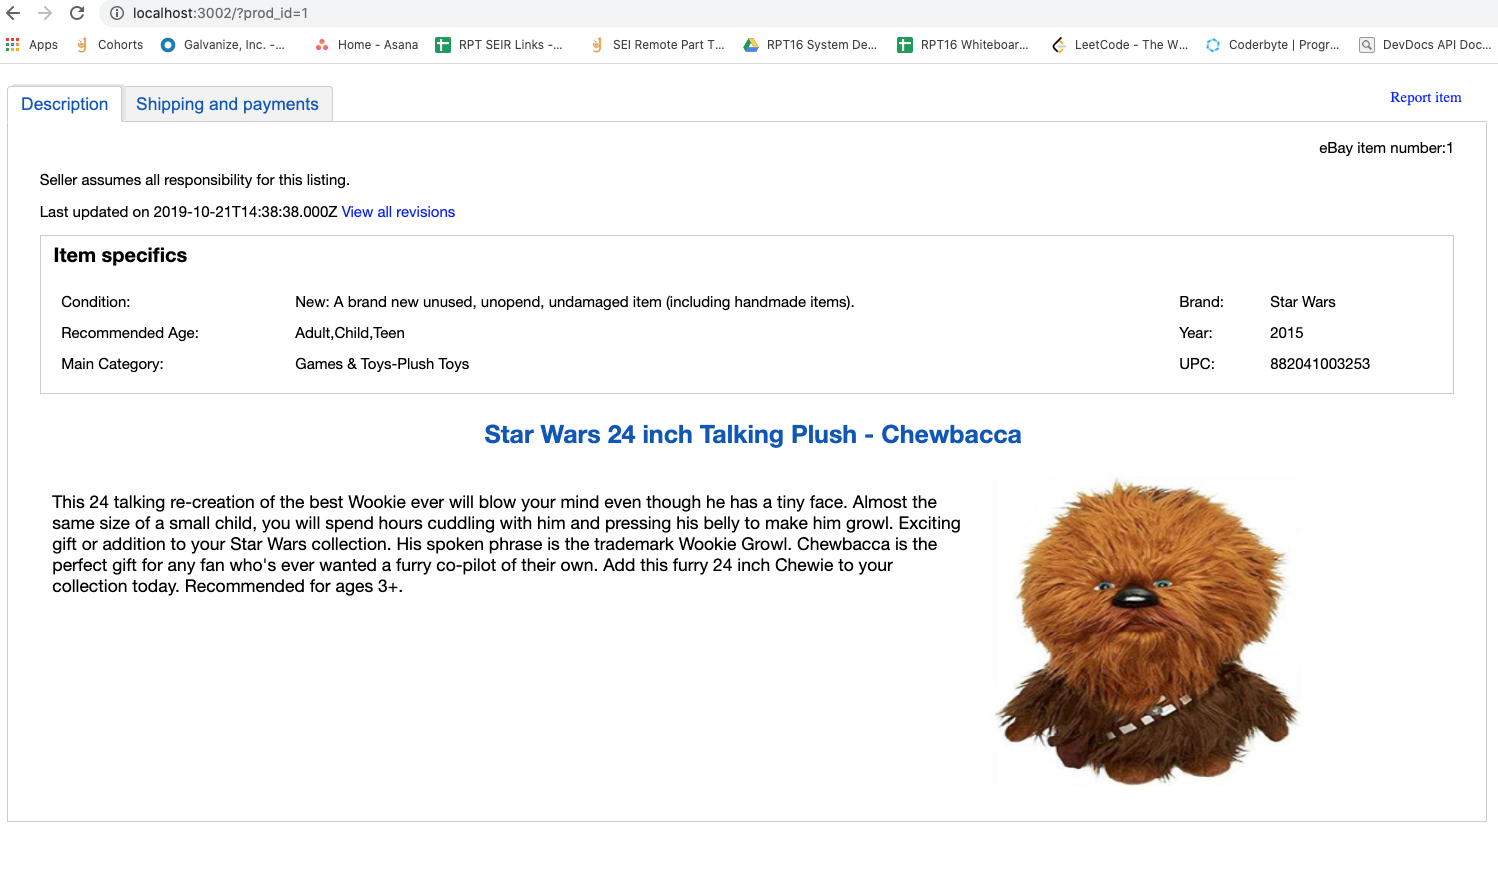 localhost:3002/?prod_id=1
Apps Cohorts Galvanize, Inc. -... Home - Asana RPT SEIR Links -... SEI Remote Part T... RPT16 System De... RPT16 Whiteboar... LeetCode - The W... Coderbyte | Progr... DevDocs API Doc...
Description Shipping and payments Report item
eBay item number:1
Seller assumes all responsibility for this listing.
Last updated on 2019-10-21T14:38:38.000Z View all revisions
Item specifics
Condition: New: A brand new unused, unopend, undamaged item (including handmade items). Brand: Star Wars
Recommended Age: Adult,Child,Teen Year: 2015
Main Category: Games & Toys-Plush Toys UPC: 882041003253
Star Wars 24 inch Talking Plush - Chewbacca
This 24 talking re-creation of the best Wookie ever will blow your mind even though he has a tiny face. Almost the
same size of a small child, you will spend hours cuddling with him and pressing his belly to make him growl. Exciting
gift or addition to your Star Wars collection. His spoken phrase is the trademark Wookie Growl. Chewbacca is the
perfect gift for any fan who's ever wanted a furry co-pilot of their own. Add this furry 24 inch Chewie to your
collection today. Recommended for ages 3+.